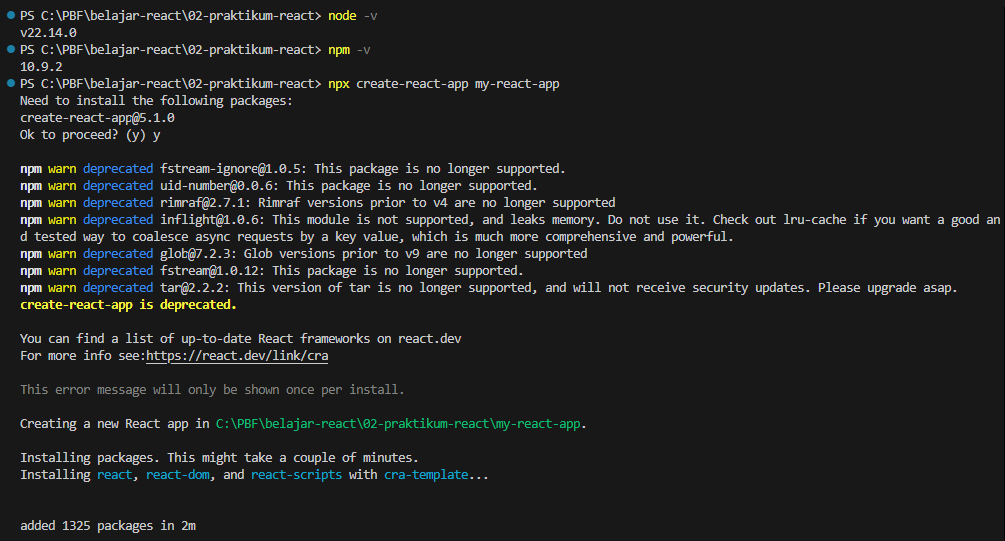 PS C:\PBF\belajar-react\02-praktikum-react> node -v
v22.14.0
PS C:\PBF\belajar-react\02-praktikum-react> npm -v
10.9.2
PS C:\PBF\belajar-react\02-praktikum-react> npx create-react-app my-react-app
Need to install the following packages:
create-react-app@5.1.0
Ok to proceed? (y) y
npm warn deprecated fstream-ignore@1.0.5: This package is no longer supported.
npm warn deprecated uid-number@0.0.6: This package is no longer supported.
npm warn deprecated rimraf@2.7.1: Rimraf versions prior to v4 are no longer supported
npm warn deprecated inflight@1.0.6: This module is not supported, and leaks memory. Do not use it. Check out lru-cache if you want a good an
d tested way to coalesce async requests by a key value, which is much more comprehensive and powerful.
npm warn deprecated glob@7.2.3: Glob versions prior to v9 are no longer supported
npm warn deprecated fstream@1.0.12: This package is no longer supported.
npm warn deprecated tar@2.2.2: This version of tar is no longer supported, and will not receive security updates. Please upgrade asap.
create-react-app is deprecated.
You can find a list of up-to-date React frameworks on react.dev
For more info see:https://react.dev/link/cra
This error message will only be shown once per install.
Creating a new React app in C:\PBF\belajar-react\02-praktikum-react\my-react-app.
Installing packages. This might take a couple of minutes.
Installing react, react-dom, and react-scripts with cra-template...
added 1325 packages in 2m